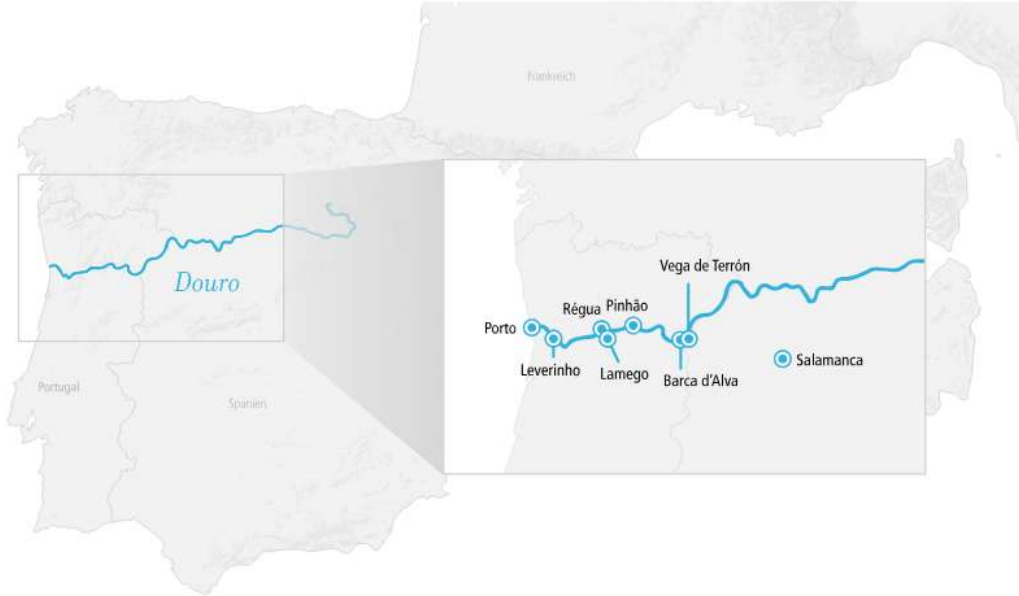 Frankreich
Douro
Portugal
Spanien
Vega de Terrón
Régua
Pinhão
Porto
Leverinho
Lamego
Barca d'Alva
Salamanca